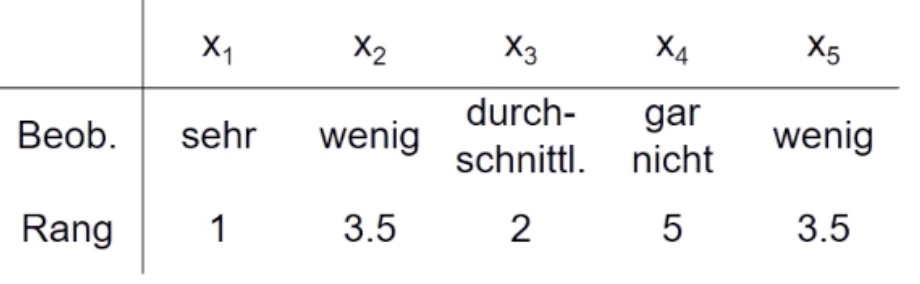 x₁ x₂ x₃ x₄ x₅
Beob. sehr wenig durch-schnittl. gar nicht wenig
Rang 1 3.5 2 5 3.5